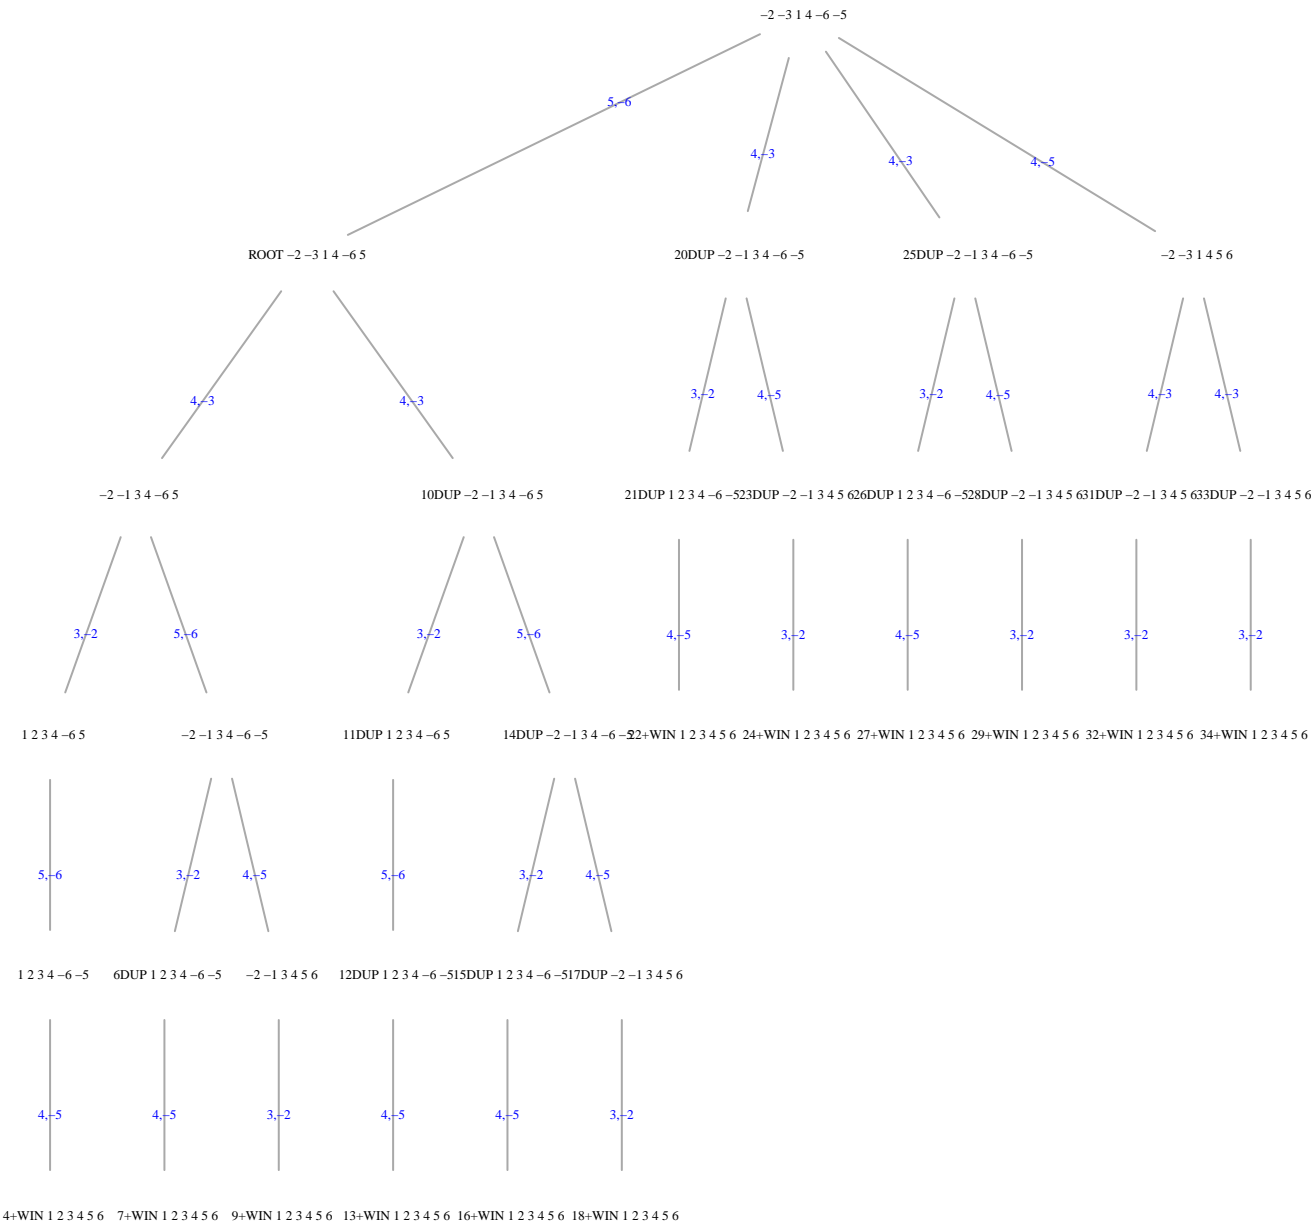 −2 −3 1 4 −6 −5
5,−6
4,−3
4,−3
4,−5
ROOT −2 −3 1 4 −6 5
20DUP −2 −1 3 4 −6 −5
25DUP −2 −1 3 4 −6 −5
−2 −3 1 4 5 6
4,−3
4,−3
3,−2
4,−5
3,−2
4,−5
4,−3
4,−3
−2 −1 3 4 −6 5
10DUP −2 −1 3 4 −6 5
21DUP 1 2 3 4 −6 −5
23DUP −2 −1 3 4 5 6
26DUP 1 2 3 4 −6 −5
28DUP −2 −1 3 4 5 6
31DUP −2 −1 3 4 5 6
33DUP −2 −1 3 4 5 6
3,−2
5,−6
3,−2
5,−6
4,−5
3,−2
4,−5
3,−2
3,−2
3,−2
1 2 3 4 −6 5
−2 −1 3 4 −6 −5
11DUP 1 2 3 4 −6 5
14DUP −2 −1 3 4 −6 −5
22+WIN 1 2 3 4 5 6
24+WIN 1 2 3 4 5 6
27+WIN 1 2 3 4 5 6
29+WIN 1 2 3 4 5 6
32+WIN 1 2 3 4 5 6
34+WIN 1 2 3 4 5 6
5,−6
3,−2
4,−5
5,−6
3,−2
4,−5
1 2 3 4 −6 −5
6DUP 1 2 3 4 −6 −5
−2 −1 3 4 5 6
12DUP 1 2 3 4 −6 −5
15DUP 1 2 3 4 −6 −5
17DUP −2 −1 3 4 5 6
4,−5
4,−5
3,−2
4,−5
4,−5
3,−2
4+WIN 1 2 3 4 5 6
7+WIN 1 2 3 4 5 6
9+WIN 1 2 3 4 5 6
13+WIN 1 2 3 4 5 6
16+WIN 1 2 3 4 5 6
18+WIN 1 2 3 4 5 6